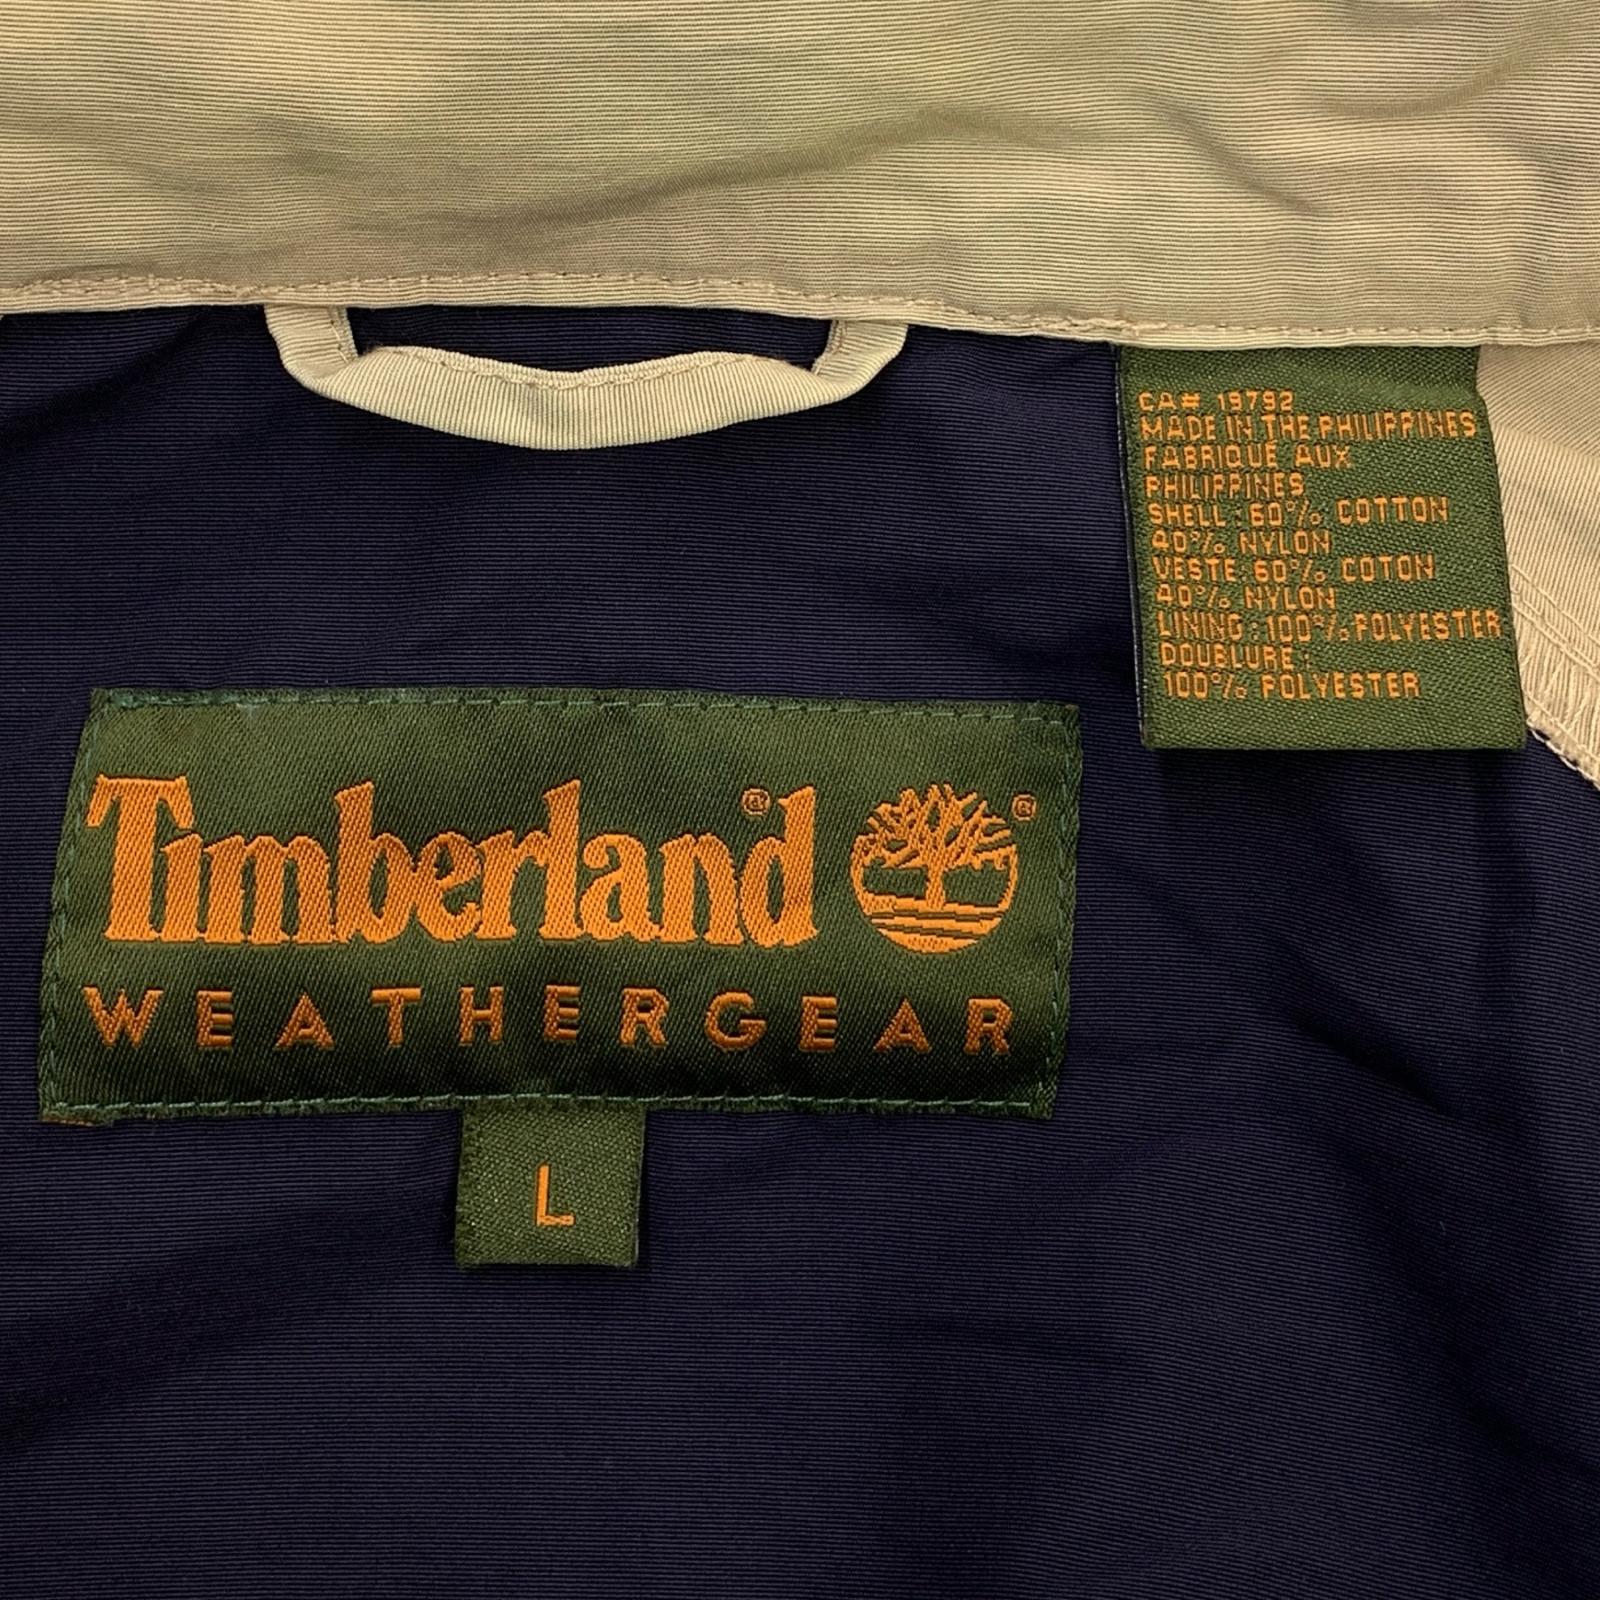 CA# 19792
MADE IN THE PHILIPPINES
FABRIQUE AUX
PHILIPPINES
SHELL : 60% COTTON
40% NYLON
VESTE : 60% COTON
40% NYLON
LINING : 100% POLYESTER
DOUBLURE :
100% POLYESTER
Timberland® ®
WEATHERGEAR
L